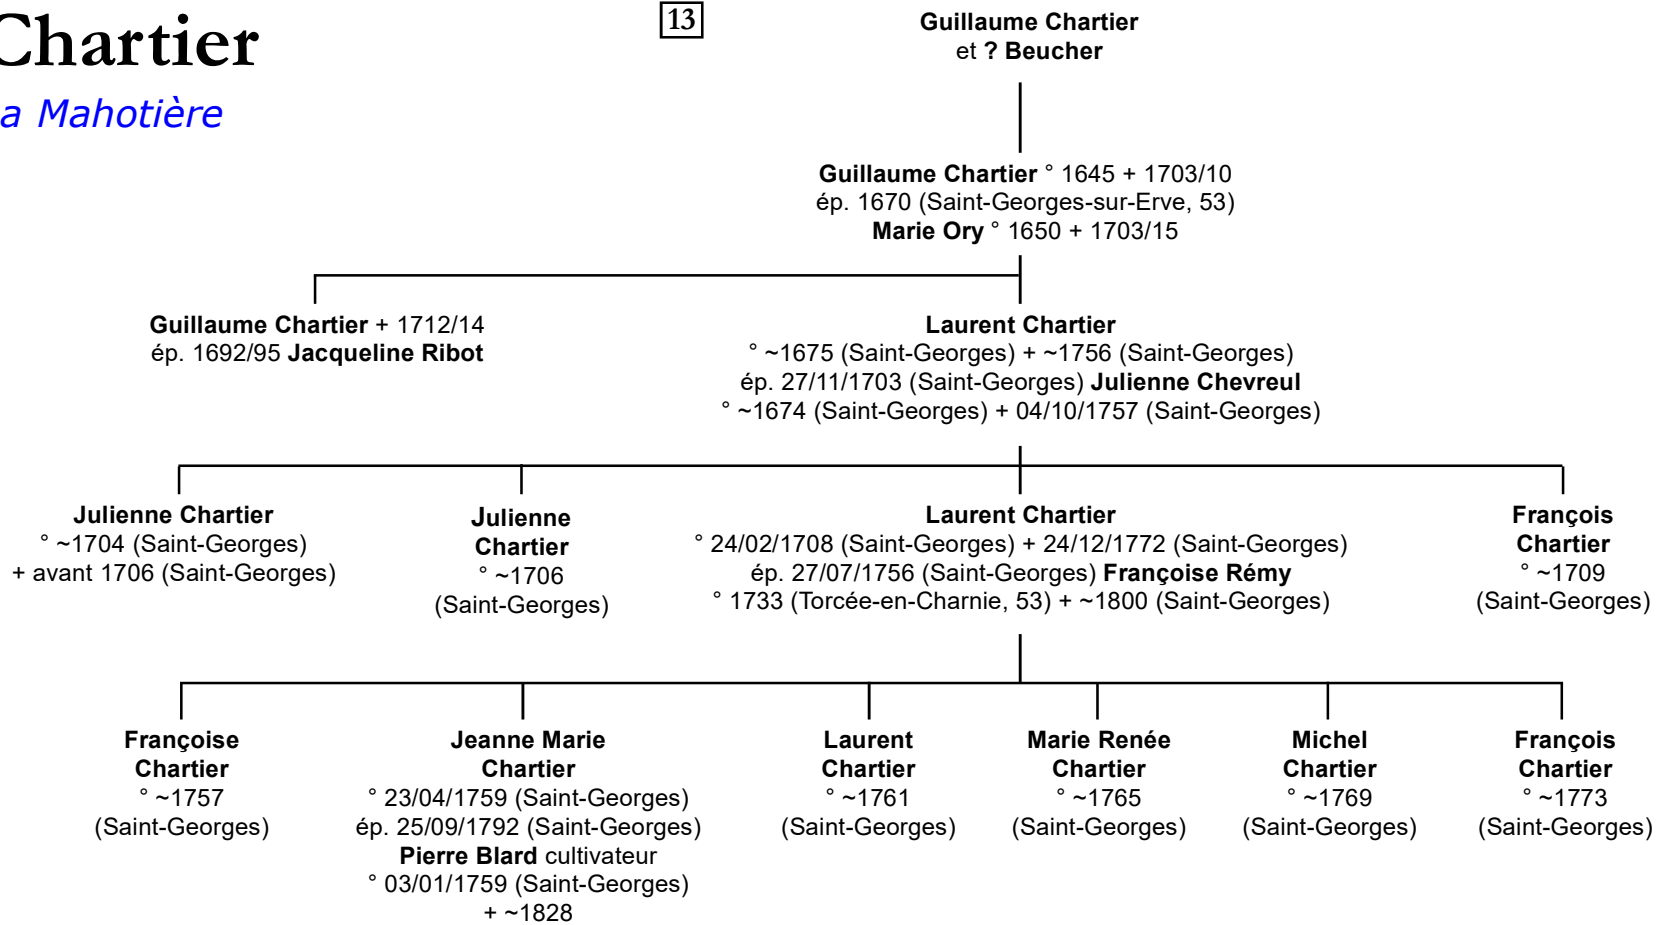 Chartier
a Mahotière
13
Guillaume Chartier
et ? Beucher
Guillaume Chartier ° 1645 + 1703/10
ép. 1670 (Saint-Georges-sur-Erve, 53)
Marie Ory ° 1650 + 1703/15
Guillaume Chartier + 1712/14
ép. 1692/95 Jacqueline Ribot
Laurent Chartier
° ~1675 (Saint-Georges) + ~1756 (Saint-Georges)
ép. 27/11/1703 (Saint-Georges) Julienne Chevreul
° ~1674 (Saint-Georges) + 04/10/1757 (Saint-Georges)
Julienne Chartier
° ~1704 (Saint-Georges)
+ avant 1706 (Saint-Georges)
Julienne
Chartier
° ~1706
(Saint-Georges)
Laurent Chartier
° 24/02/1708 (Saint-Georges) + 24/12/1772 (Saint-Georges)
ép. 27/07/1756 (Saint-Georges) Françoise Rémy
° 1733 (Torcée-en-Charnie, 53) + ~1800 (Saint-Georges)
François
Chartier
° ~1709
(Saint-Georges)
Françoise
Chartier
° ~1757
(Saint-Georges)
Jeanne Marie
Chartier
° 23/04/1759 (Saint-Georges)
ép. 25/09/1792 (Saint-Georges)
Pierre Blard cultivateur
° 03/01/1759 (Saint-Georges)
+ ~1828
Laurent
Chartier
° ~1761
(Saint-Georges)
Marie Renée
Chartier
° ~1765
(Saint-Georges)
Michel
Chartier
° ~1769
(Saint-Georges)
François
Chartier
° ~1773
(Saint-Georges)